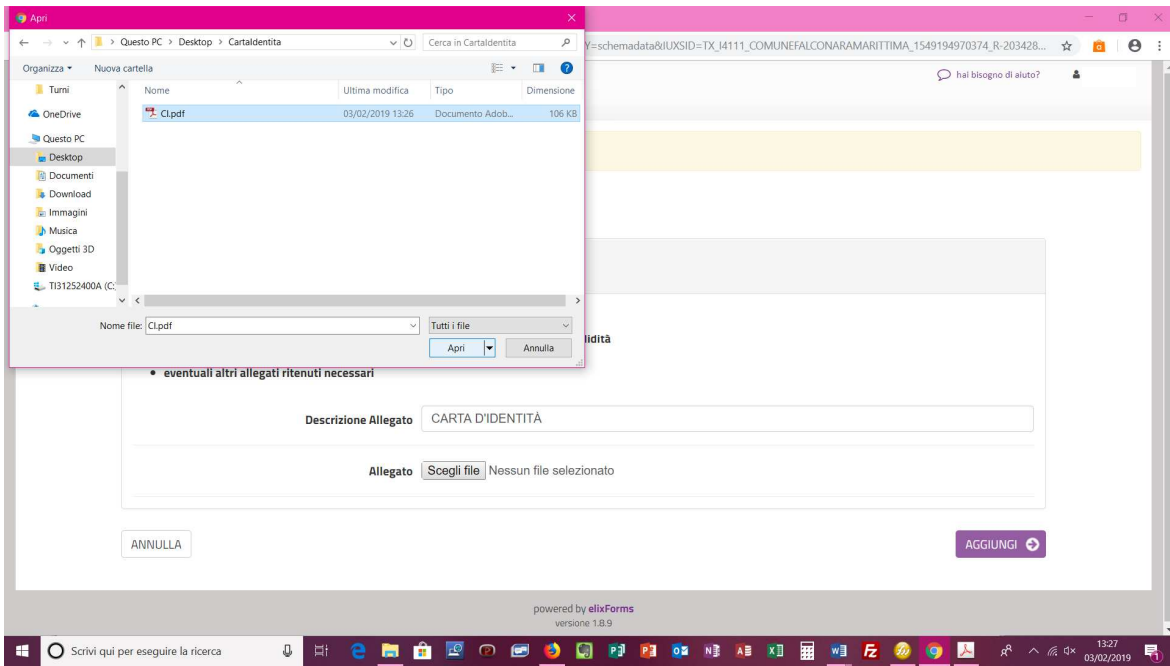 Apri
Questo PC > Desktop > CartaIdentita
Cerca in CartaIdentita
Y=schemadata&IUXSID=TX_I4111_COMUNEFALCONARAMARITTIMA_1549194970374_R-203428...
Organizza
Nuova cartella
hai bisogno di aiuto?
Turni
OneDrive
Questo PC
Desktop
Documenti
Download
Immagini
Musica
Oggetti 3D
Video
TI31252400A (C:
Nome Ultima modifica Tipo Dimensione
CI.pdf 03/02/2019 13:26 Documento Adob... 106 KB
Nome file: CI.pdf
Tutti i file
Apri
Annulla
lidità
• eventuali altri allegati ritenuti necessari
Descrizione Allegato CARTA D'IDENTITÀ
Allegato Scegli file Nessun file selezionato
ANNULLA
AGGIUNGI
powered by elixForms
versione 1.8.9
Scrivi qui per eseguire la ricerca
13:27
03/02/2019